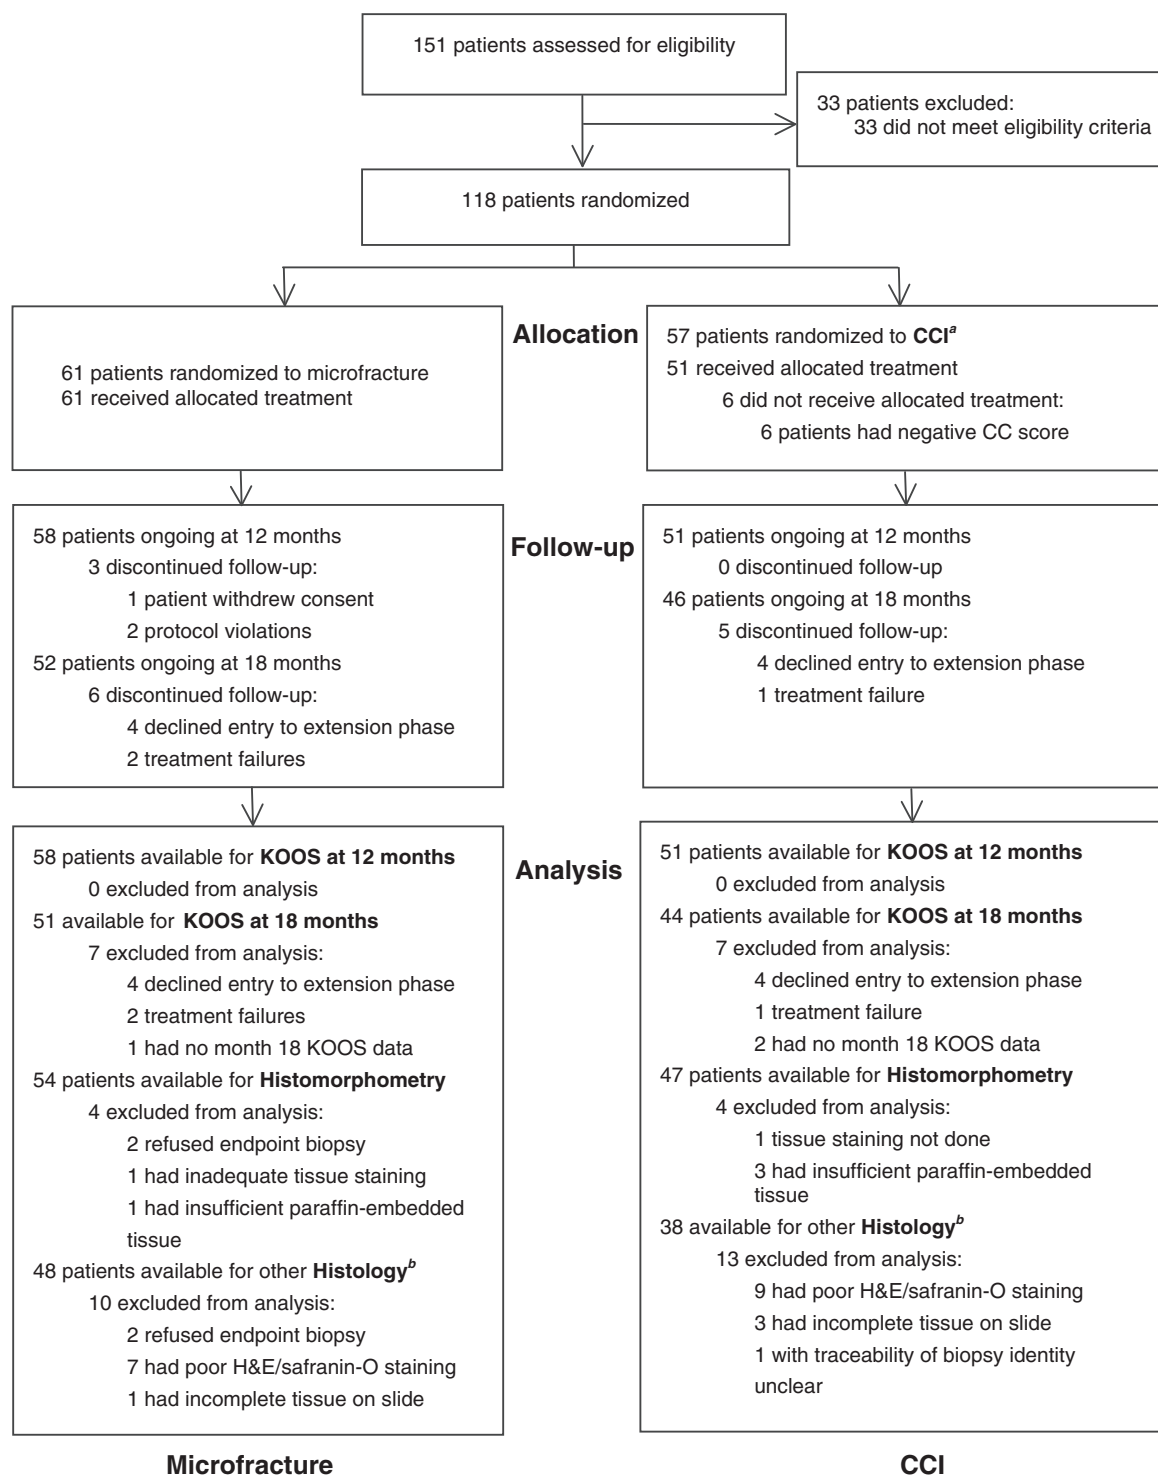 151 patients assessed for eligibility
33 patients excluded:
33 did not meet eligibility criteria
118 patients randomized
Allocation
61 patients randomized to microfracture
61 received allocated treatment
57 patients randomized to CCIa
51 received allocated treatment
6 did not receive allocated treatment:
6 patients had negative CC score
Follow-up
58 patients ongoing at 12 months
3 discontinued follow-up:
1 patient withdrew consent
2 protocol violations
52 patients ongoing at 18 months
6 discontinued follow-up:
4 declined entry to extension phase
2 treatment failures
51 patients ongoing at 12 months
0 discontinued follow-up
46 patients ongoing at 18 months
5 discontinued follow-up:
4 declined entry to extension phase
1 treatment failure
Analysis
58 patients available for KOOS at 12 months
0 excluded from analysis
51 available for KOOS at 18 months
7 excluded from analysis:
4 declined entry to extension phase
2 treatment failures
1 had no month 18 KOOS data
54 patients available for Histomorphometry
4 excluded from analysis:
2 refused endpoint biopsy
1 had inadequate tissue staining
1 had insufficient paraffin-embedded
tissue
48 patients available for other Histologyb
10 excluded from analysis:
2 refused endpoint biopsy
7 had poor H&E/safranin-O staining
1 had incomplete tissue on slide
51 patients available for KOOS at 12 months
0 excluded from analysis
44 patients available for KOOS at 18 months
7 excluded from analysis:
4 declined entry to extension phase
1 treatment failure
2 had no month 18 KOOS data
47 patients available for Histomorphometry
4 excluded from analysis:
1 tissue staining not done
3 had insufficient paraffin-embedded
tissue
38 available for other Histologyb
13 excluded from analysis:
9 had poor H&E/safranin-O staining
3 had incomplete tissue on slide
1 with traceability of biopsy identity
unclear
Microfracture
CCI